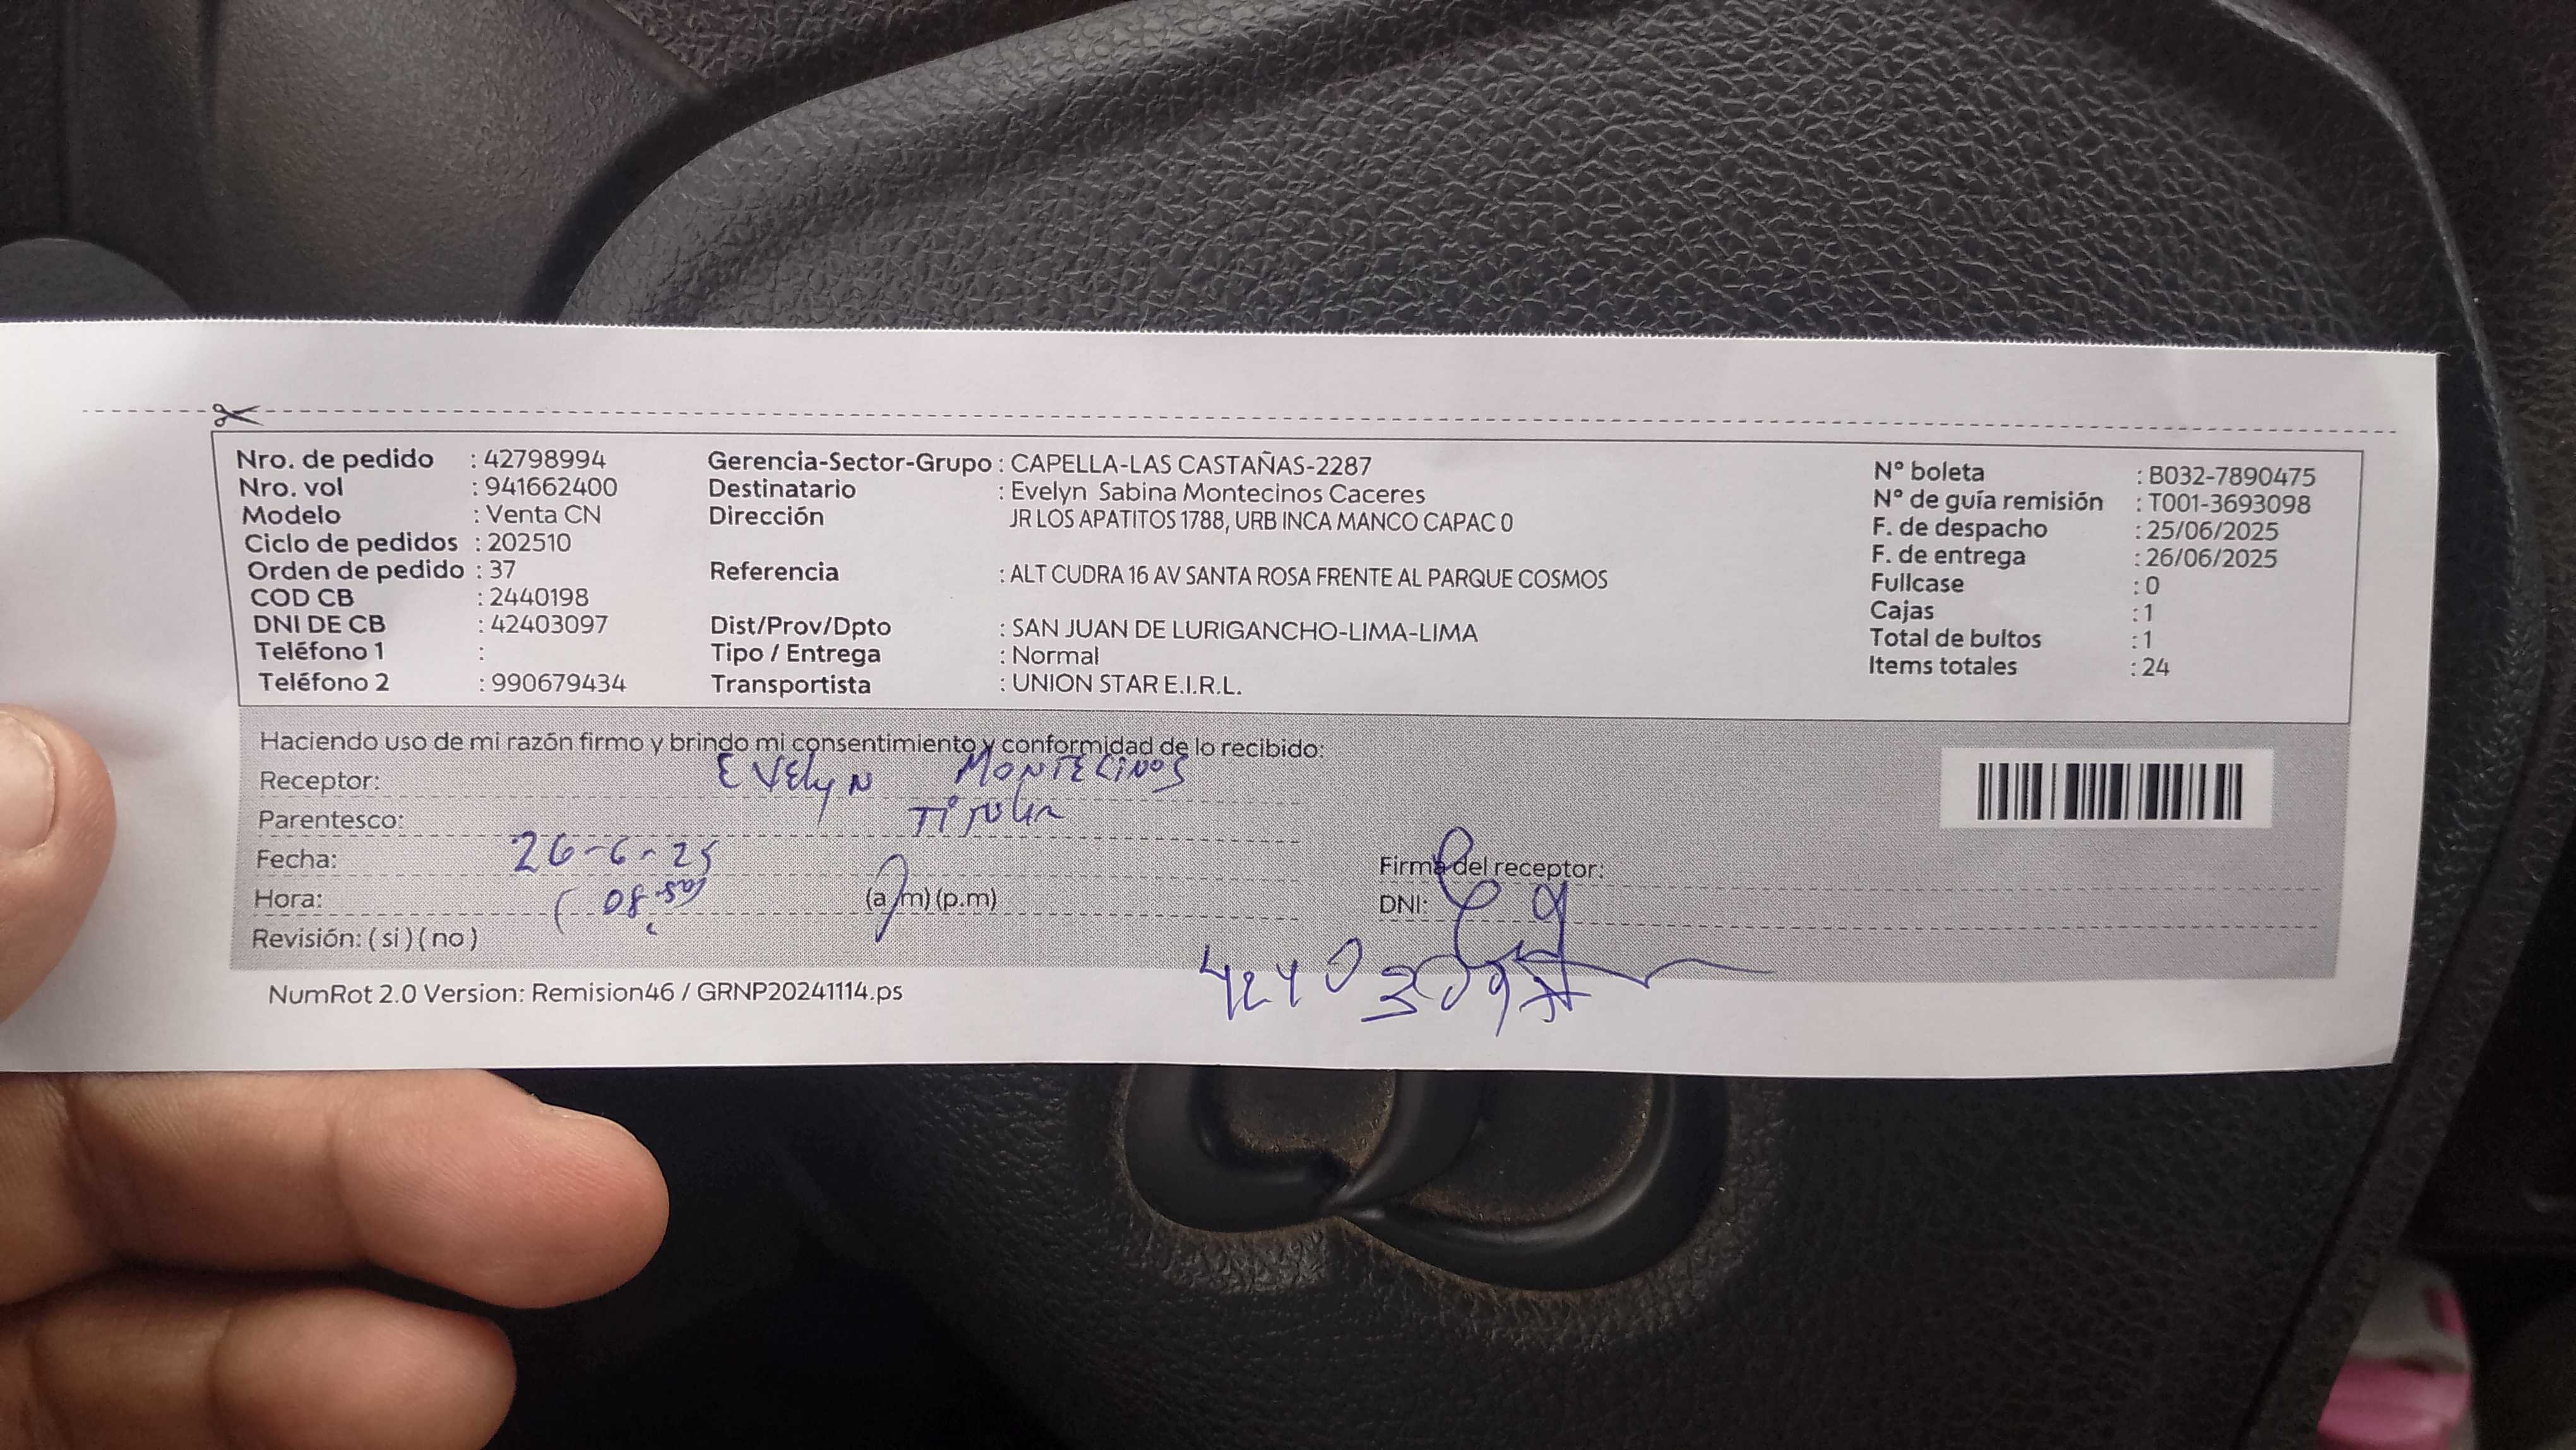 Nro. de pedido : 42798994
Nro. vol : 941662400
Modelo : Venta CN
Ciclo de pedidos : 202510
Orden de pedido : 37
COD CB : 2440198
DNI DE CB : 42403097
Teléfono 1 :
Teléfono 2 : 990679434
Gerencia-Sector-Grupo : CAPELLA-LAS CASTAÑAS-2287
Destinatario : Evelyn Sabina Montecinos Caceres
Dirección JR LOS APATITOS 1788, URB INCA MANCO CAPAC 0
Referencia : ALT CUDRA 16 AV SANTA ROSA FRENTE AL PARQUE COSMOS
Dist/Prov/Dpto : SAN JUAN DE LURIGANCHO-LIMA-LIMA
Tipo / Entrega : Normal
Transportista : UNION STAR E.I.R.L.
N° boleta : B032-7890475
N° de guía remisión : T001-3693098
F. de despacho : 25/06/2025
F. de entrega : 26/06/2025
Fullcase : 0
Cajas : 1
Total de bultos : 1
Items totales : 24
Haciendo uso de mi razón firmo y brindo mi consentimiento y conformidad de lo recibido:
Receptor: Evelyn Montecinos
Parentesco: Titular
Fecha: 26-6-25
Hora: (a.m) (p.m)
Revisión: ( si ) ( no )
Firma del receptor:
DNI: 42403097
NumRot 2.0 Version: Remision46 / GRNP20241114.ps